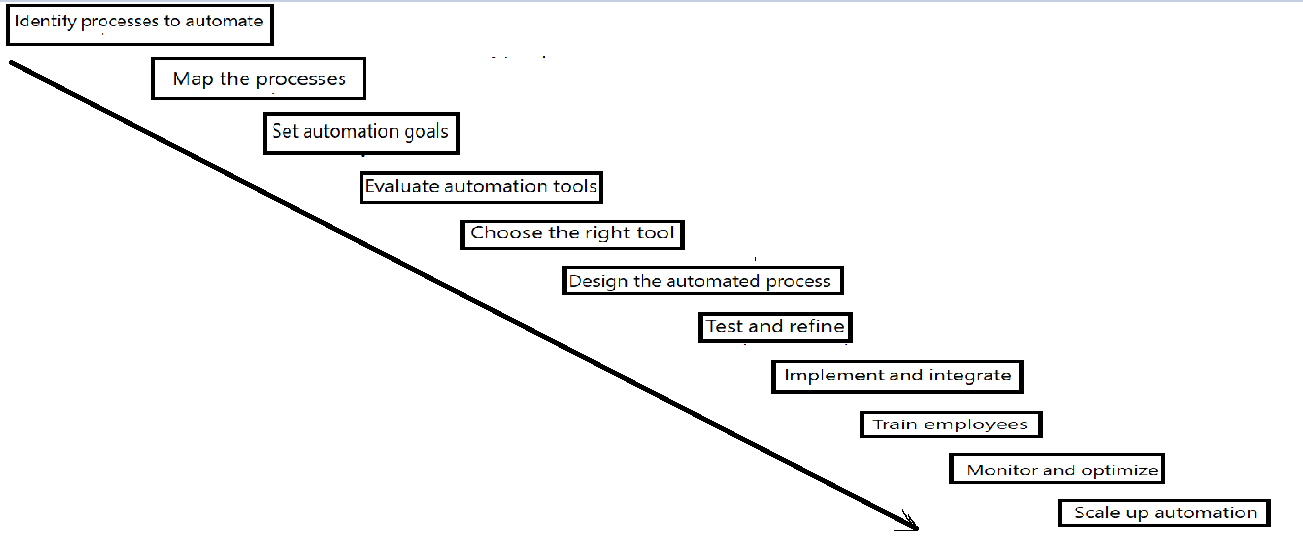 Identify processes to automate
Map the processes
Set automation goals
Evaluate automation tools
Choose the right tool
Design the automated process
Test and refine
Implement and integrate
Train employees
Monitor and optimize
Scale up automation